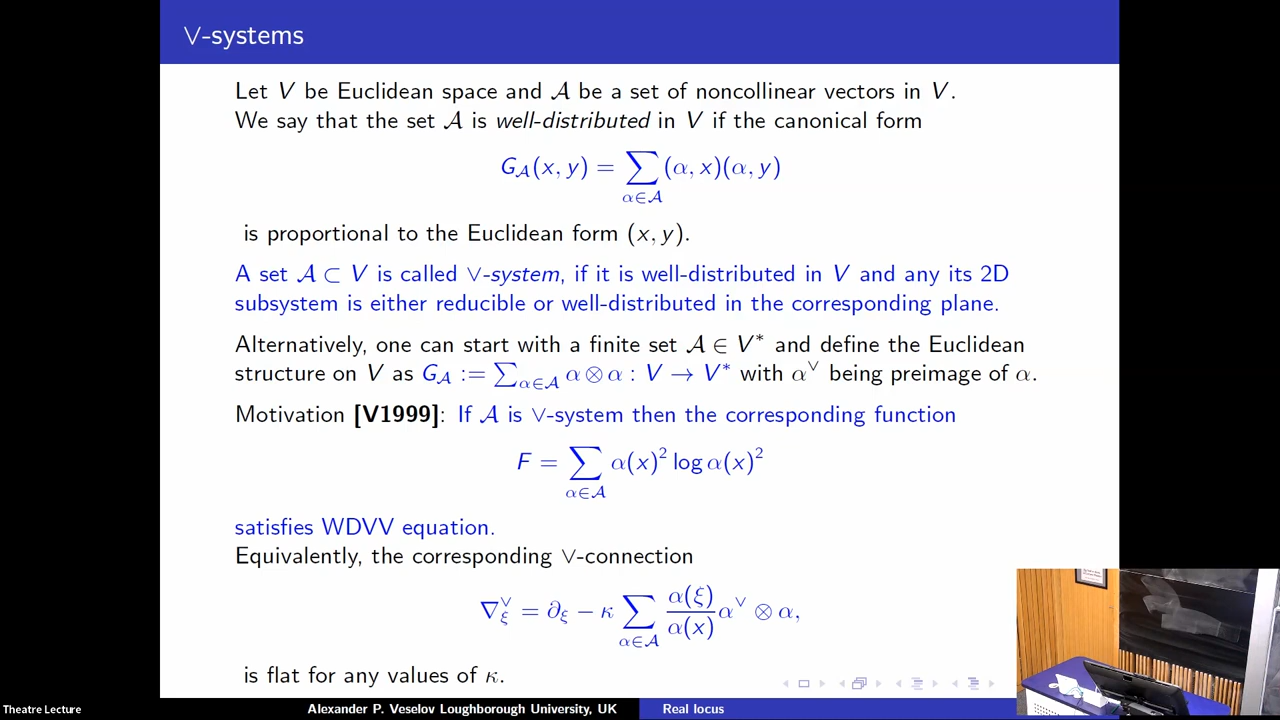 ∨-systems
Let V be Euclidean space and 𝒜 be a set of noncollinear vectors in V.
We say that the set 𝒜 is well-distributed in V if the canonical form
G_𝒜(x, y) = ∑_{α∈𝒜} (α, x)(α, y)
is proportional to the Euclidean form (x, y).
A set 𝒜 ⊂ V is called ∨-system, if it is well-distributed in V and any its 2D
subsystem is either reducible or well-distributed in the corresponding plane.
Alternatively, one can start with a finite set 𝒜 ∈ V* and define the Euclidean
structure on V as G_𝒜 := ∑_{α∈𝒜} α ⊗ α : V → V* with α^∨ being preimage of α.
Motivation [V1999]: If 𝒜 is ∨-system then the corresponding function
F = ∑_{α∈𝒜} α(x)² log α(x)²
satisfies WDVV equation.
Equivalently, the corresponding ∨-connection
∇^∨_ξ = ∂_ξ − κ ∑_{α∈𝒜} α(ξ)/α(x) α^∨ ⊗ α,
is flat for any values of κ.
Theatre Lecture
Alexander P. Veselov Loughborough University, UK
Real locus